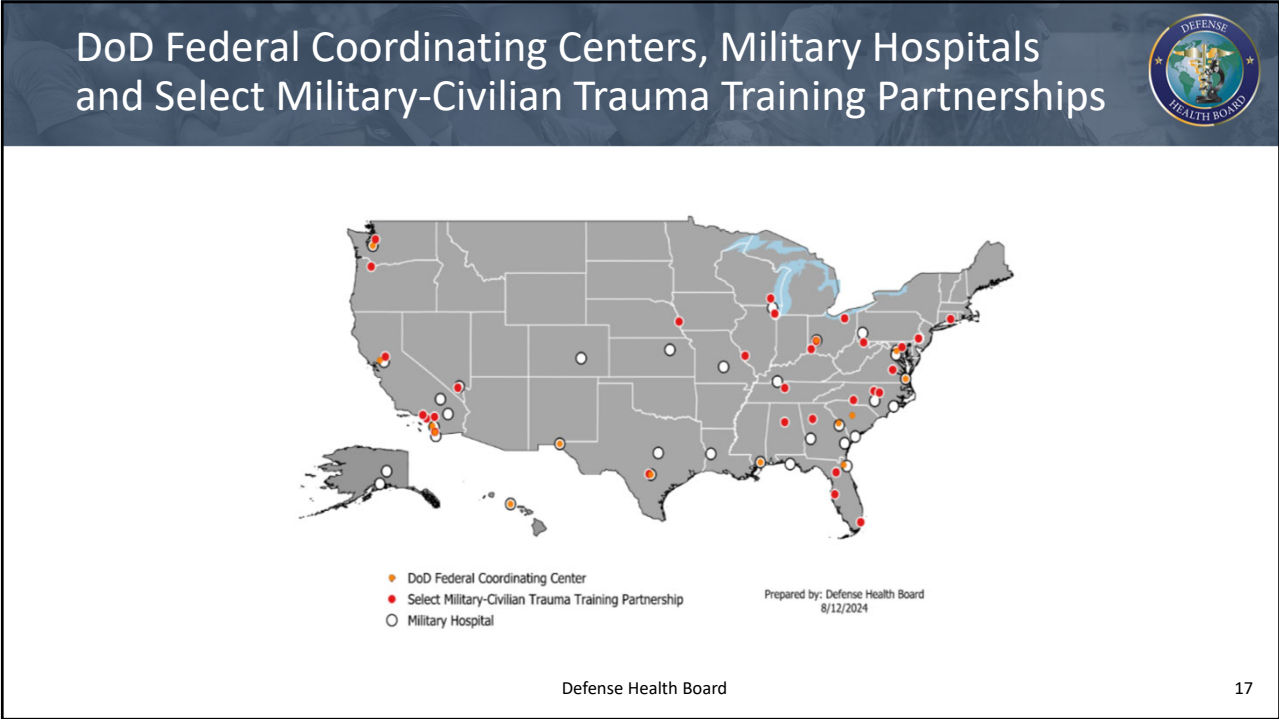 DoD Federal Coordinating Centers, Military Hospitals
and Select Military-Civilian Trauma Training Partnerships
DEFENSE
HEALTH BOARD
DoD Federal Coordinating Center
Select Military-Civilian Trauma Training Partnership
Military Hospital
Prepared by: Defense Health Board
8/12/2024
Defense Health Board
17